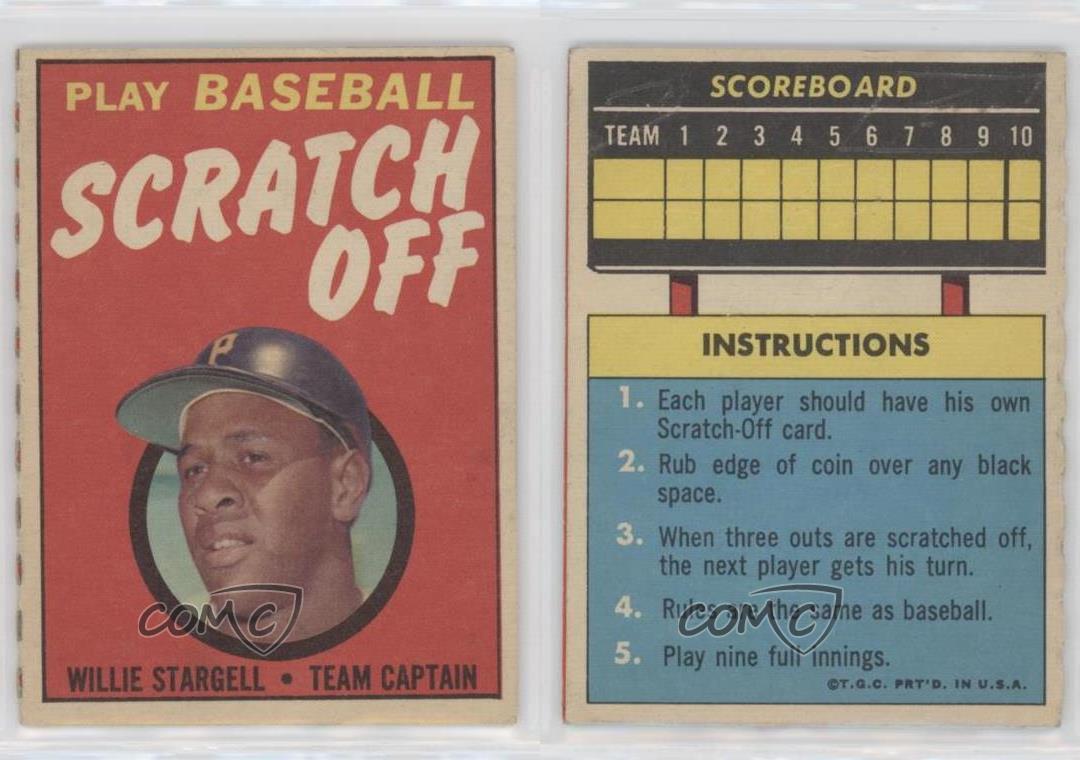 PLAY BASEBALL
SCRATCH
OFF
P
COMC
WILLIE STARGELL • TEAM CAPTAIN
SCOREBOARD
TEAM 1 2 3 4 5 6 7 8 9 10
INSTRUCTIONS
1. Each player should have his own
Scratch-Off card.
2. Rub edge of coin over any black
space.
3. When three outs are scratched off,
the next player gets his turn.
4. Rules are the same as baseball.
COMC
5. Play nine full innings.
©T.G.C. PRT'D. IN U.S.A.